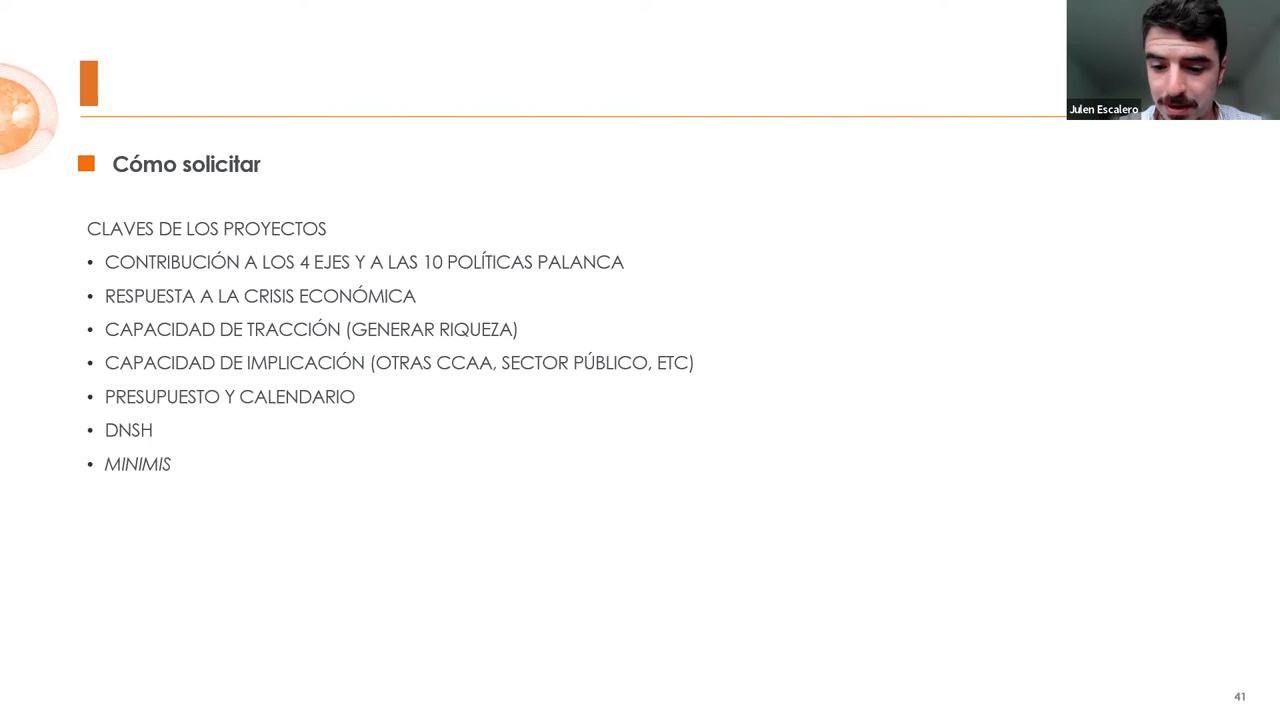 Julen Escalero
Cómo solicitar
CLAVES DE LOS PROYECTOS
• CONTRIBUCIÓN A LOS 4 EJES Y A LAS 10 POLÍTICAS PALANCA
• RESPUESTA A LA CRISIS ECONÓMICA
• CAPACIDAD DE TRACCIÓN (GENERAR RIQUEZA)
• CAPACIDAD DE IMPLICACIÓN (OTRAS CCAA, SECTOR PÚBLICO, ETC)
• PRESUPUESTO Y CALENDARIO
• DNSH
• MINIMIS
41